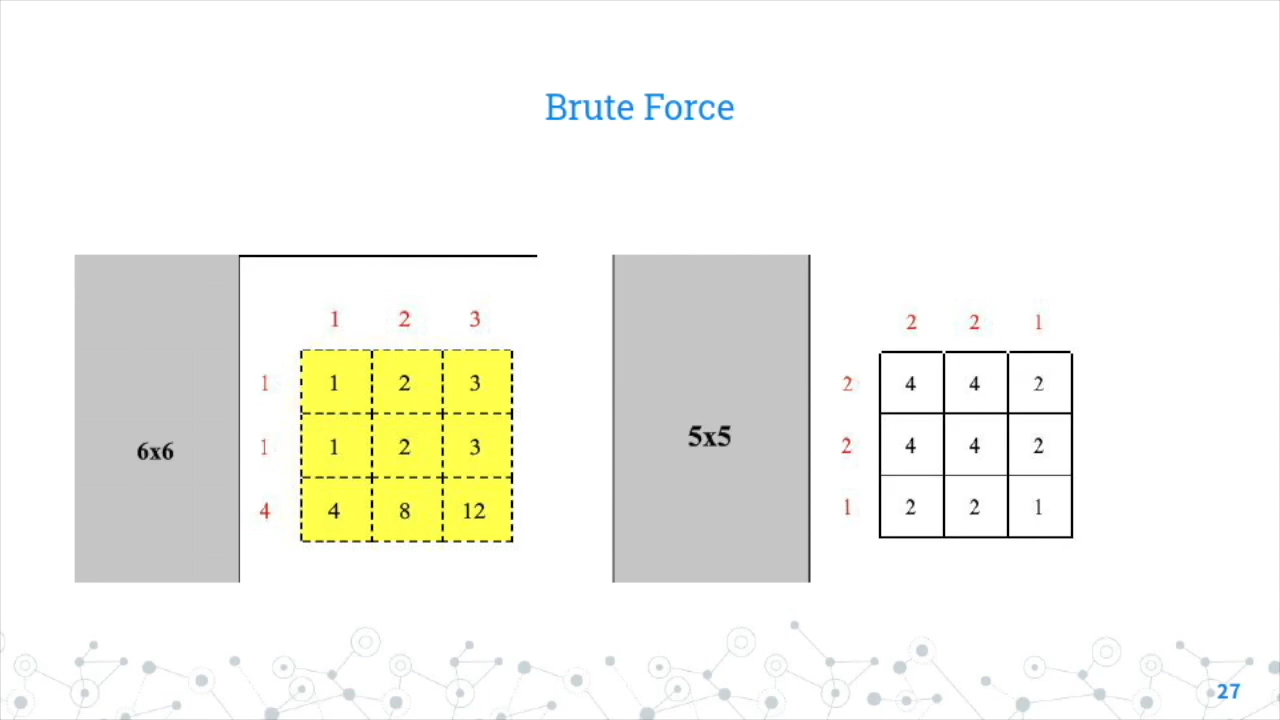 Brute Force
6x6
1 2 3
1 1 2 3
1 1 2 3
4 4 8 12
5x5
2 2 1
2 4 4 2
2 4 4 2
1 2 2 1
27